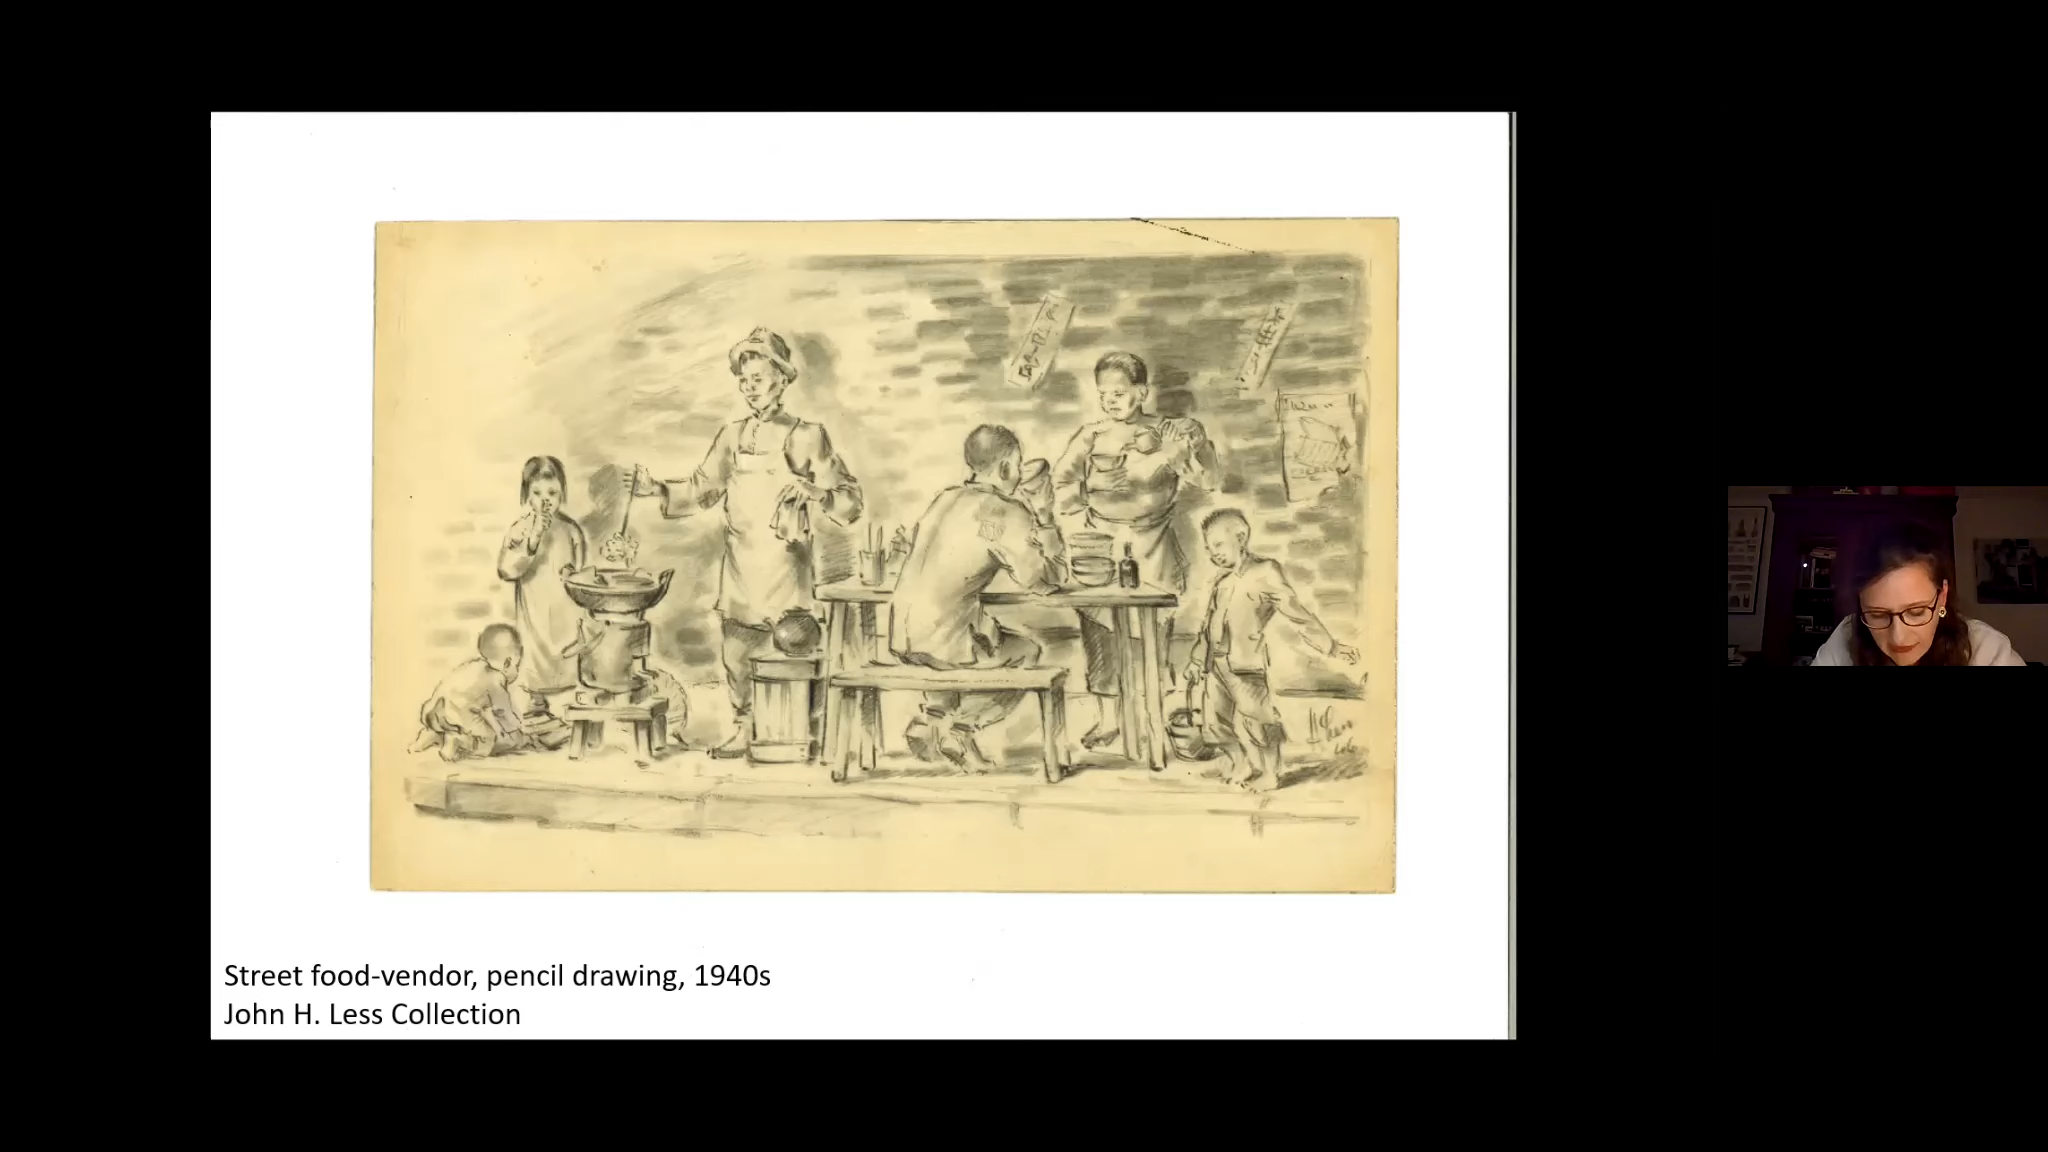 Street food-vendor, pencil drawing, 1940s
John H. Less Collection